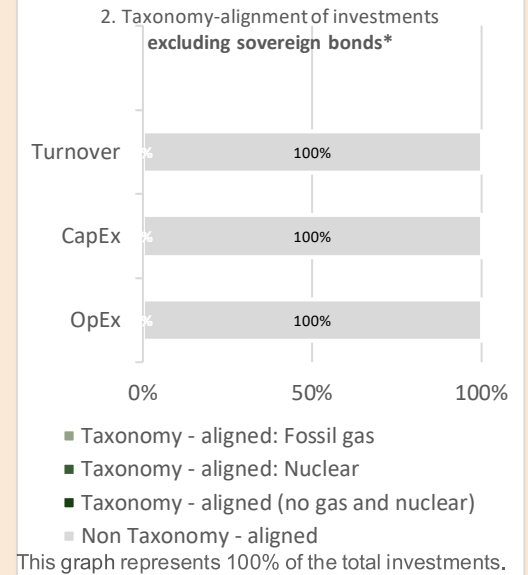 2. Taxonomy-alignment of investments
excluding sovereign bonds*
Turnover % 100%
CapEx % 100%
OpEx % 100%
0% 50% 100%
Taxonomy - aligned: Fossil gas
Taxonomy - aligned: Nuclear
Taxonomy - aligned (no gas and nuclear)
Non Taxonomy - aligned
This graph represents 100% of the total investments.